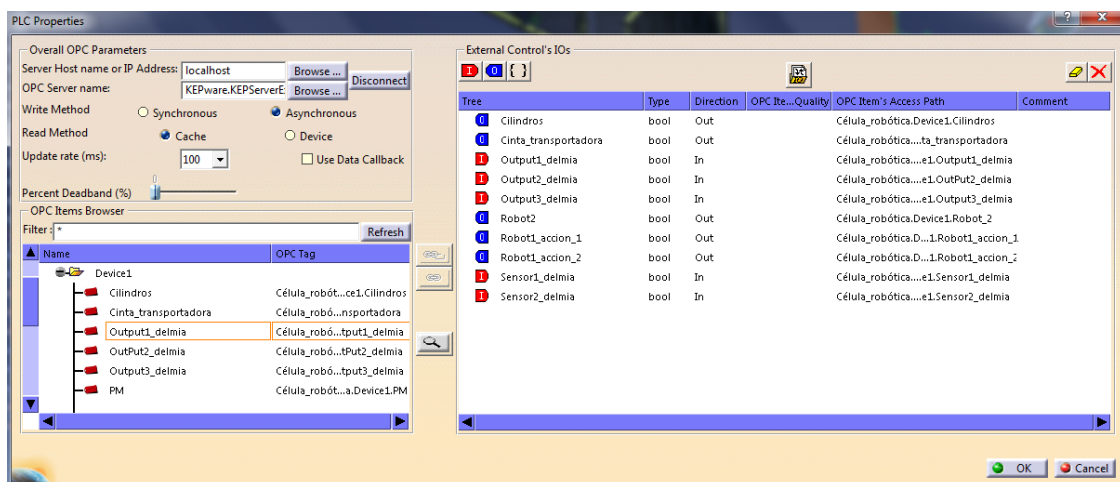 PLC Properties
? x
Overall OPC Parameters
Server Host name or IP Address: localhost Browse ... Disconnect
OPC Server name: KEPware.KEPServerE: Browse ...
Write Method Synchronous Asynchronous
Read Method Cache Device
Update rate (ms): 100 Use Data Callback
0
Percent Deadband (%)
OPC Items Browser
Filter : * Refresh
Name OPC Tag
Device1
Cilindros Célula_robót...ce1.Cilindros
Cinta_transportadora Célula_robó...nsportadora
Output1_delmia Célula_robó...tput1_delmia
OutPut2_delmia Célula_robó...tPut2_delmia
Output3_delmia Célula_robó...tput3_delmia
PM Célula_robót...a.Device1.PM
External Control's IOs
I O { }
Tree Type Direction OPC Ite...Quality OPC Item's Access Path Comment
O Cilindros bool Out Célula_robótica.Device1.Cilindros
O Cinta_transportadora bool Out Célula_robótica....ta_transportadora
I Output1_delmia bool In Célula_robótica....e1.Output1_delmia
I Output2_delmia bool In Célula_robótica....e1.OutPut2_delmia
I Output3_delmia bool In Célula_robótica....e1.Output3_delmia
O Robot2 bool Out Célula_robótica.Device1.Robot_2
O Robot1_accion_1 bool Out Célula_robótica.D...1.Robot1_accion_1
O Robot1_accion_2 bool Out Célula_robótica.D...1.Robot1_accion_2
I Sensor1_delmia bool In Célula_robótica....e1.Sensor1_delmia
I Sensor2_delmia bool In Célula_robótica....e1.Sensor2_delmia
OK Cancel